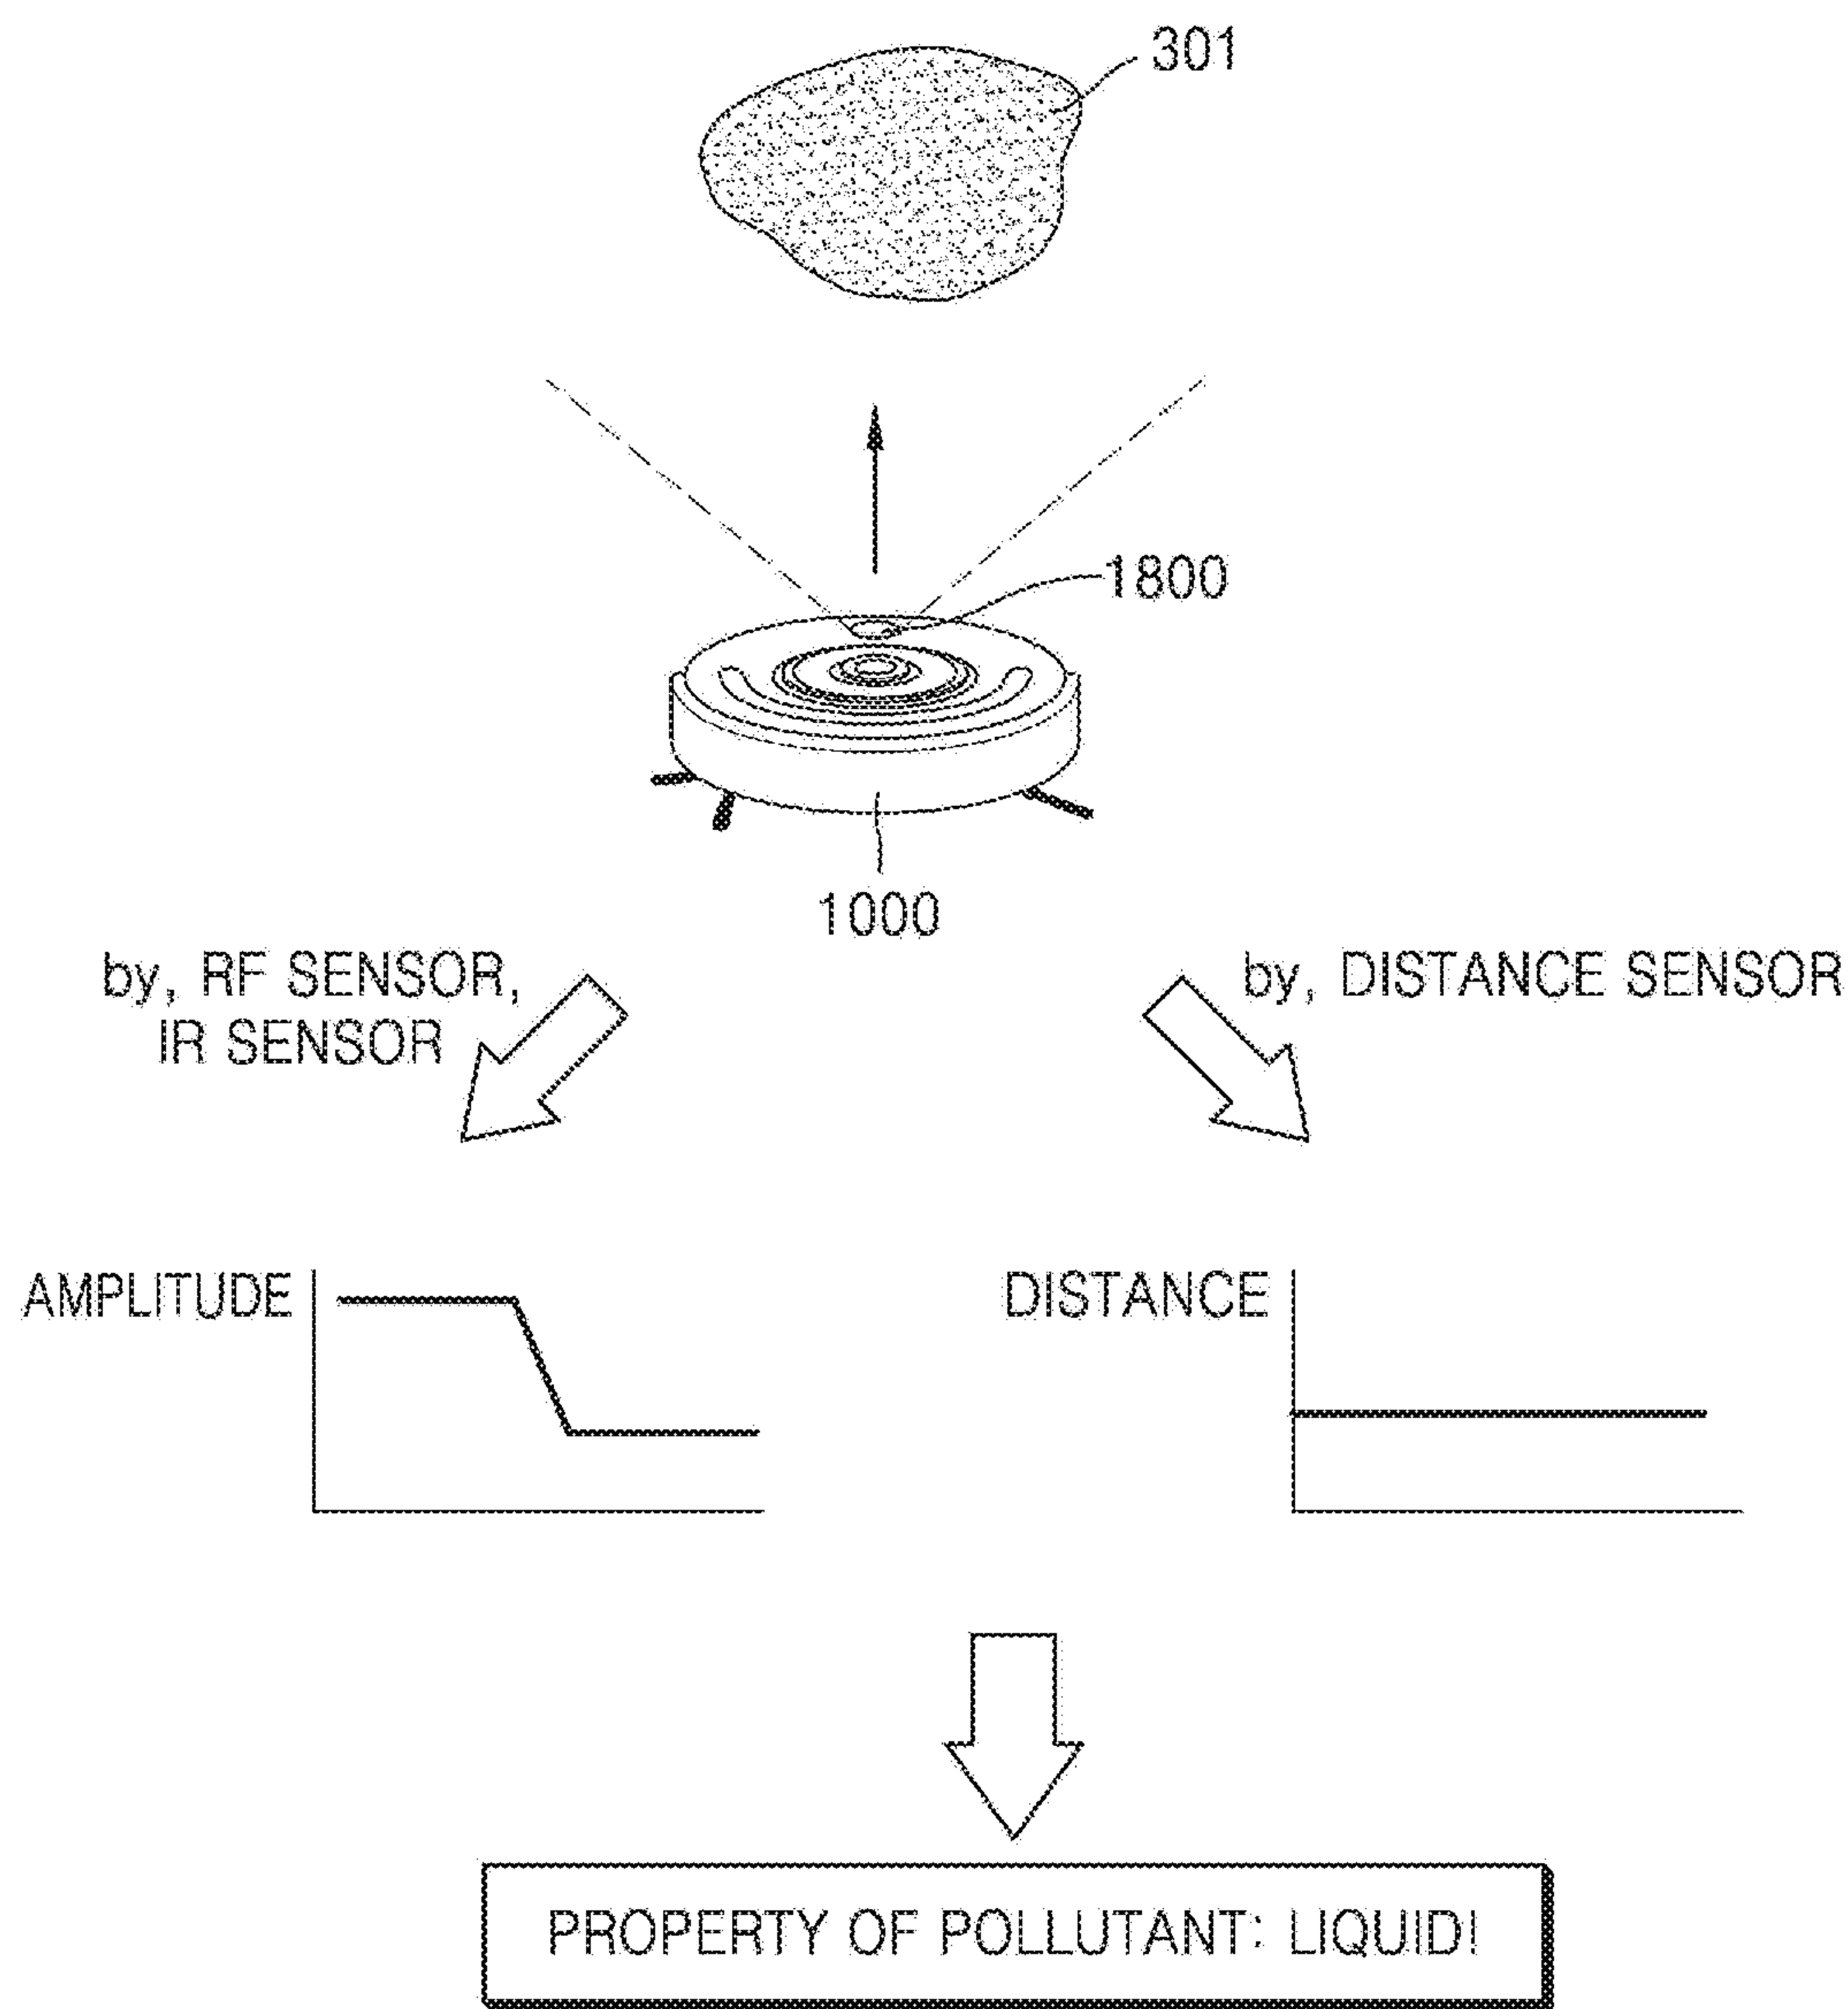 301
1800
1000
by, RF SENSOR,
IR SENSOR
by, DISTANCE SENSOR
AMPLITUDE
DISTANCE
PROPERTY OF POLLUTANT: LIQUID!